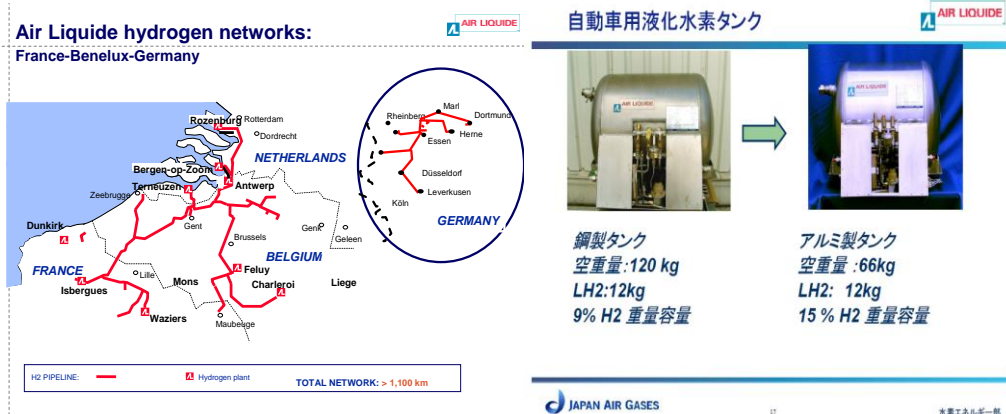 Air Liquide hydrogen networks:
France-Benelux-Germany
AIR LIQUIDE
Rozenburg
Rotterdam
Dordrecht
NETHERLANDS
Bergen-op-Zoom
Terneuzen
Antwerp
Zeebrugge
Dunkirk
Gent
Brussels
Genk
Geleen
BELGIUM
FRANCE
Lille
Mons
Feluy
Charleroi
Liege
Isbergues
Waziers
Maubeuge
Marl
Rheinberg
Dortmund
Herne
Essen
Düsseldorf
Leverkusen
Köln
GERMANY
H2 PIPELINE:
Hydrogen plant
TOTAL NETWORK: > 1,100 km
自動車用液化水素タンク
AIR LIQUIDE
AIR LIQUIDE
AIR LIQUIDE
鋼製タンク
空重量:120 kg
LH2:12kg
9% H2 重量容量
アルミ製タンク
空重量 :66kg
LH2: 12kg
15 % H2 重量容量
JAPAN AIR GASES
17